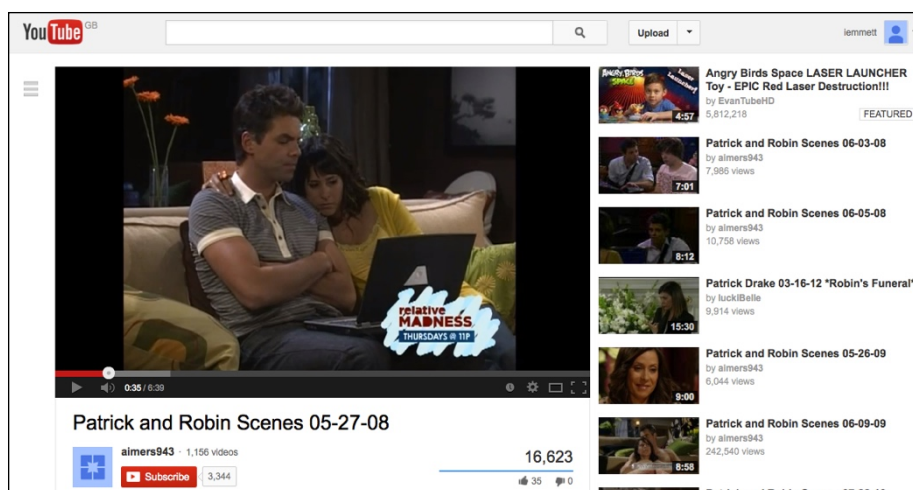 YouTube GB
Upload
iemmett
relative
MADNESS
THURSDAYS @ 11P
0:35 / 6:39
Patrick and Robin Scenes 05-27-08
aimers943 · 1,156 videos
Subscribe 3,344
16,623
35 0
ANGRY BIRDS
SPACE
Laser
Launcher!
4:57
Angry Birds Space LASER LAUNCHER
Toy - EPIC Red Laser Destruction!!!
by EvanTubeHD
5,812,218 FEATURED
7:01
Patrick and Robin Scenes 06-03-08
by aimers943
7,986 views
8:12
Patrick and Robin Scenes 06-05-08
by aimers943
10,758 views
15:30
Patrick Drake 03-16-12 *Robin's Funeral*
by luckiBelle
9,914 views
9:00
Patrick and Robin Scenes 05-26-09
by aimers943
6,044 views
8:58
Patrick and Robin Scenes 06-09-09
by aimers943
242,540 views